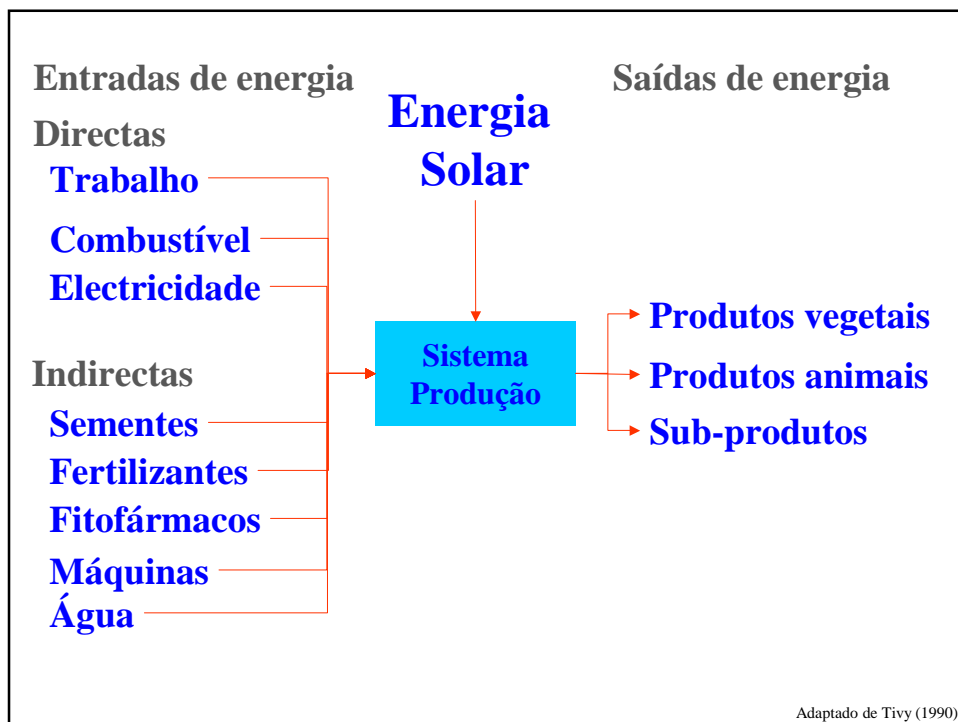 Entradas de energia
Directas
Trabalho
Combustível
Electricidade
Indirectas
Sementes
Fertilizantes
Fitofármacos
Máquinas
Água
Energia
Solar
Sistema
Produção
Saídas de energia
Produtos vegetais
Produtos animais
Sub-produtos
Adaptado de Tivy (1990)